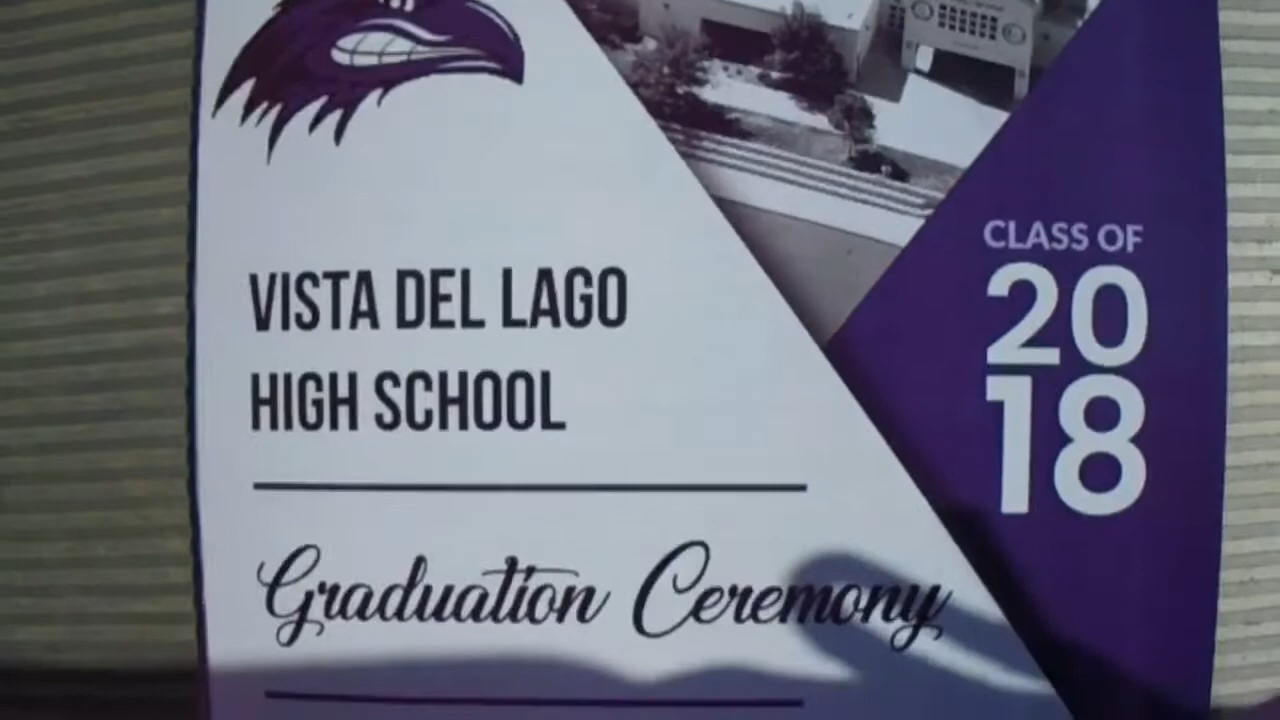 VISTA DEL LAGO
HIGH SCHOOL
Graduation Ceremony
CLASS OF
20
18